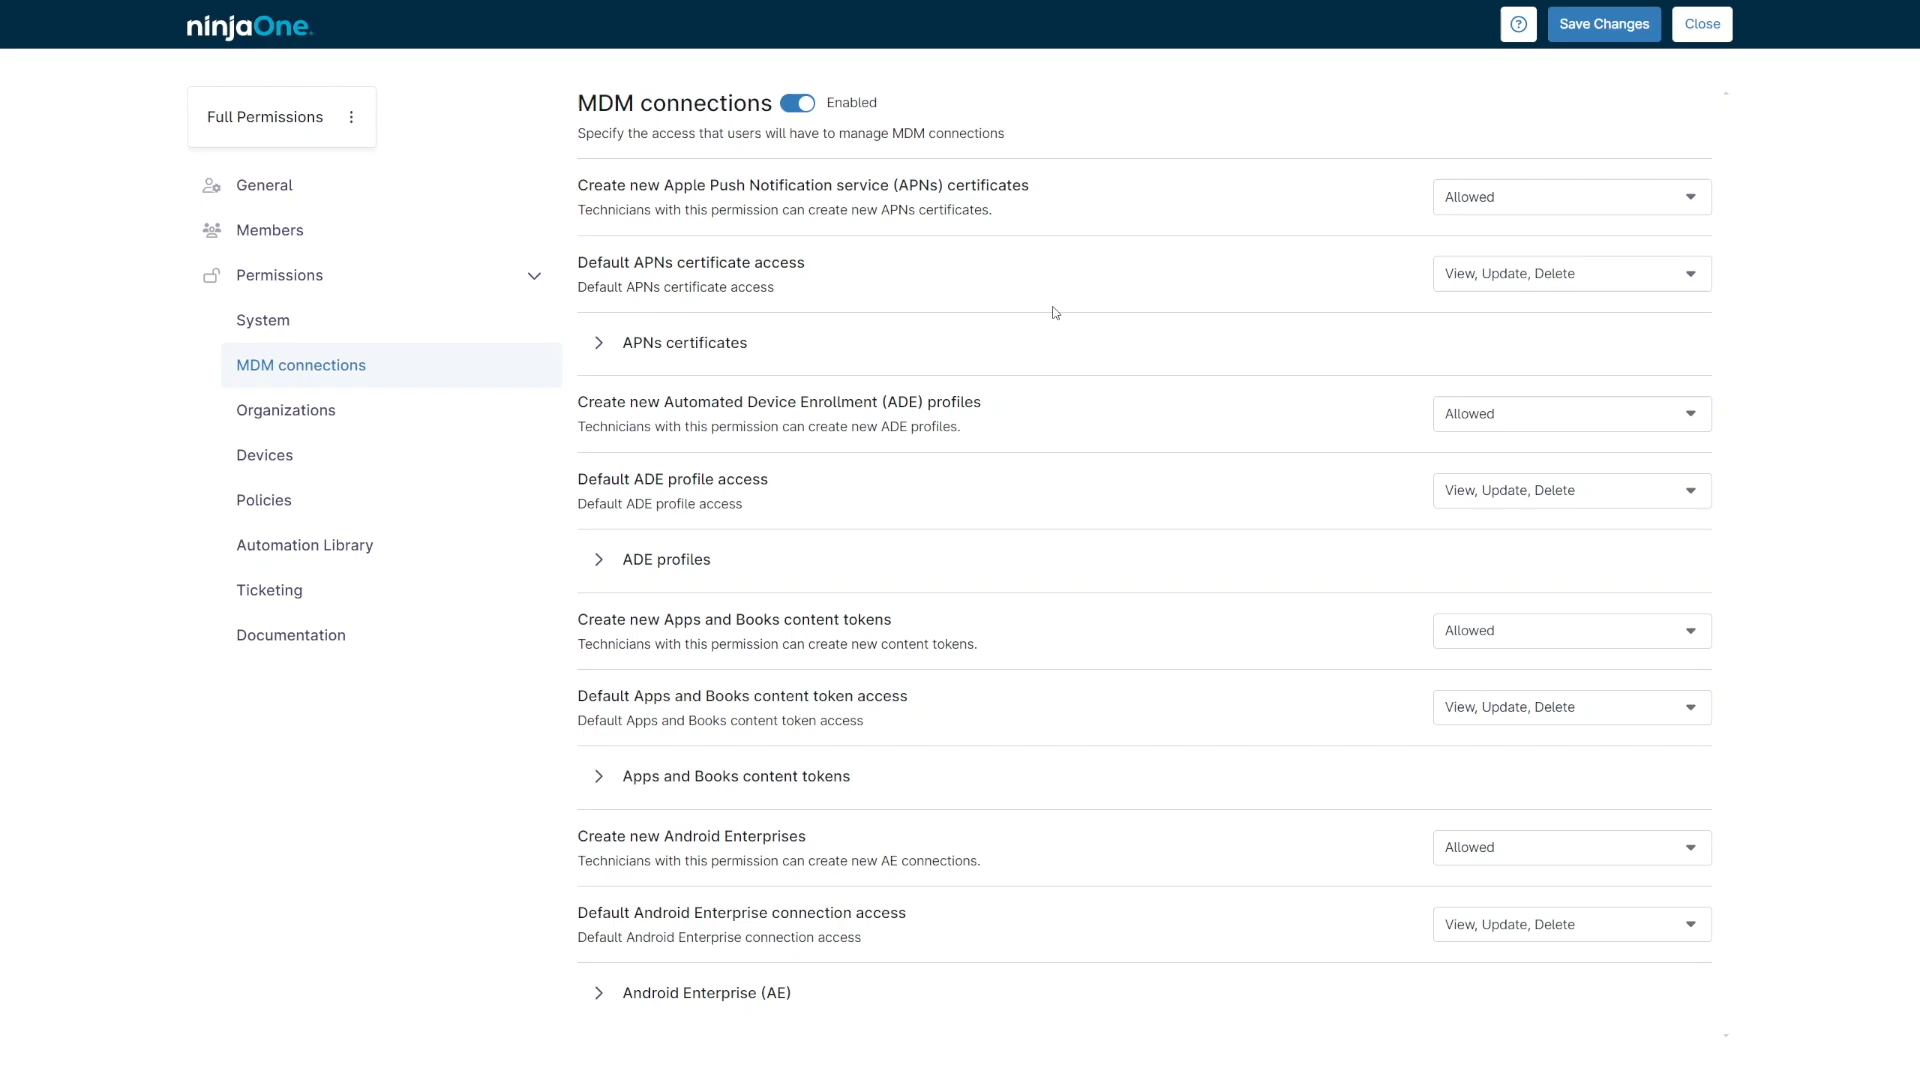 ninjaOne.
Save Changes
Close
Full Permissions
General
Members
Permissions
System
MDM connections
Organizations
Devices
Policies
Automation Library
Ticketing
Documentation
MDM connections Enabled
Specify the access that users will have to manage MDM connections
Create new Apple Push Notification service (APNs) certificates
Technicians with this permission can create new APNs certificates.
Allowed
Default APNs certificate access
Default APNs certificate access
View, Update, Delete
APNs certificates
Create new Automated Device Enrollment (ADE) profiles
Technicians with this permission can create new ADE profiles.
Allowed
Default ADE profile access
Default ADE profile access
View, Update, Delete
ADE profiles
Create new Apps and Books content tokens
Technicians with this permission can create new content tokens.
Allowed
Default Apps and Books content token access
Default Apps and Books content token access
View, Update, Delete
Apps and Books content tokens
Create new Android Enterprises
Technicians with this permission can create new AE connections.
Allowed
Default Android Enterprise connection access
Default Android Enterprise connection access
View, Update, Delete
Android Enterprise (AE)